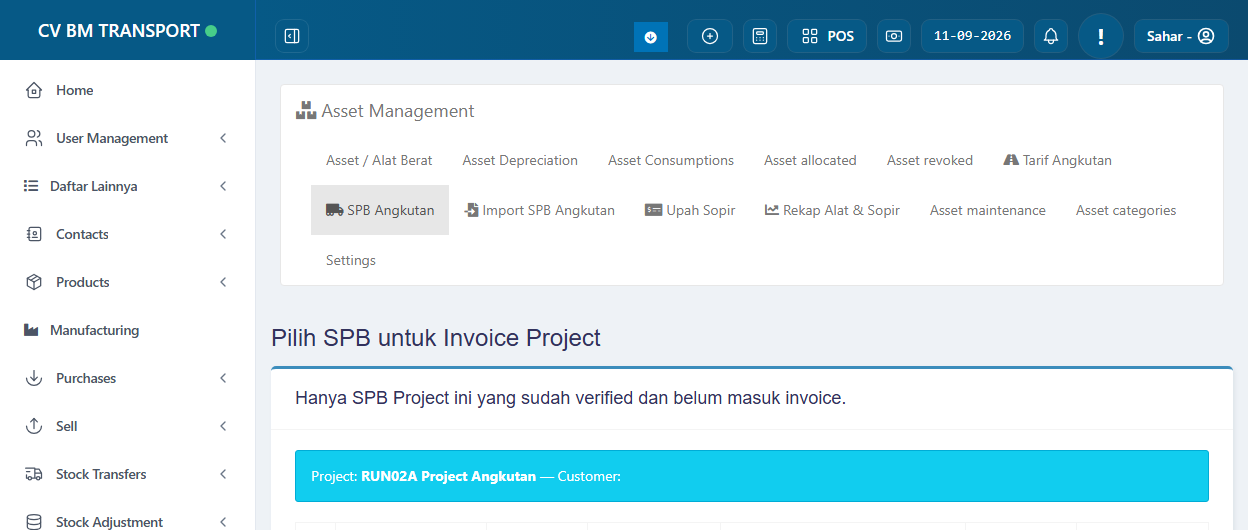 CV BM TRANSPORT
POS
11-09-2026
Sahar -
Home
User Management
Daftar Lainnya
Contacts
Products
Manufacturing
Purchases
Sell
Stock Transfers
Stock Adjustment
Asset Management
Asset / Alat Berat Asset Depreciation Asset Consumptions Asset allocated Asset revoked Tarif Angkutan
SPB Angkutan Import SPB Angkutan Upah Sopir Rekap Alat & Sopir Asset maintenance Asset categories
Settings
Pilih SPB untuk Invoice Project
Hanya SPB Project ini yang sudah verified dan belum masuk invoice.
Project: RUN02A Project Angkutan — Customer: